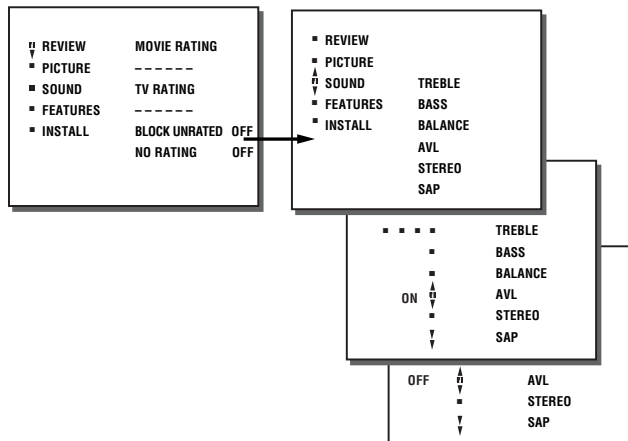 REVIEW MOVIE RATING
PICTURE ------
SOUND TV RATING
FEATURES ------
INSTALL BLOCK UNRATED OFF
NO RATING OFF
REVIEW
PICTURE
SOUND TREBLE
FEATURES BASS
INSTALL BALANCE
AVL
STEREO
SAP
TREBLE
BASS
BALANCE
ON AVL
STEREO
SAP
OFF AVL
STEREO
SAP